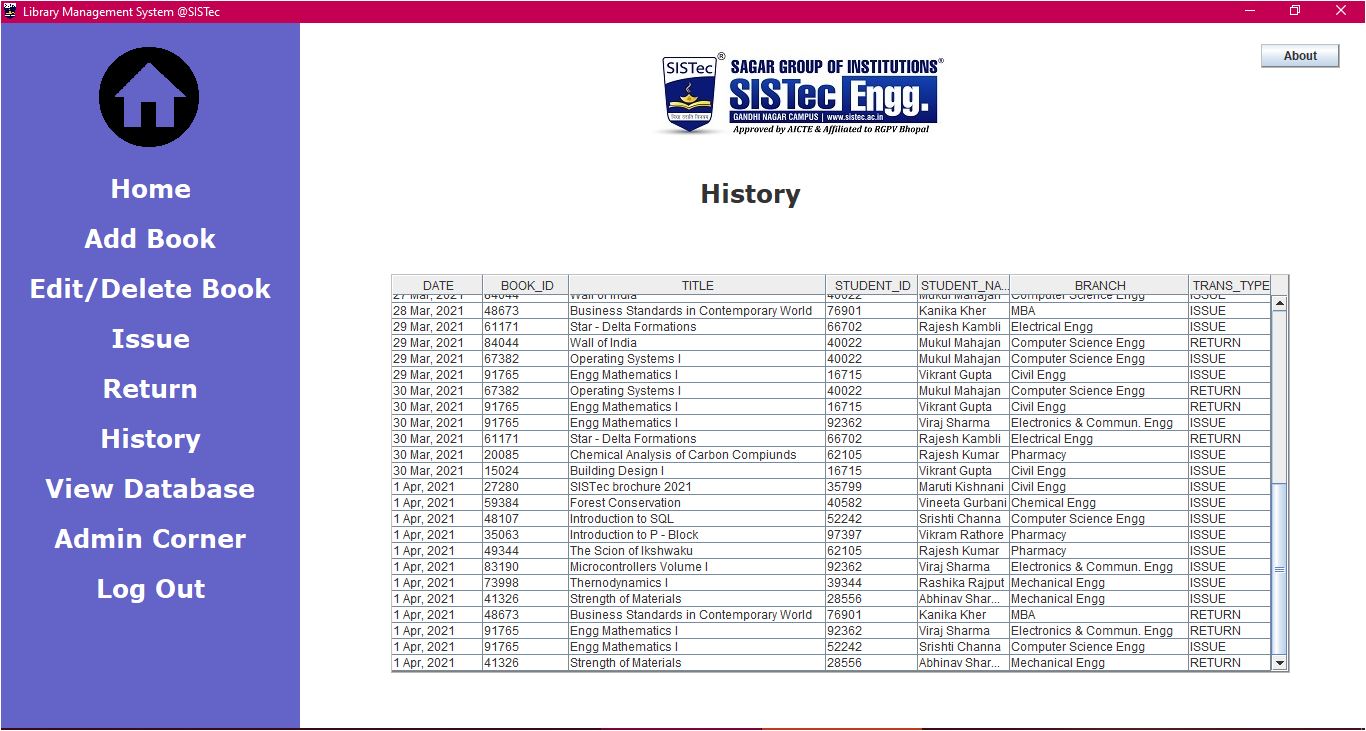 Library Management System @SISTec
Home
Add Book
Edit/Delete Book
Issue
Return
History
View Database
Admin Corner
Log Out
SISTec
®
SAGAR GROUP OF INSTITUTIONS®
SISTec Engg.
GANDHI NAGAR CAMPUS | www.sistec.ac.in
Approved by AICTE & Affiliated to RGPV Bhopal
About
History
DATE BOOK_ID TITLE STUDENT_ID STUDENT_NA... BRANCH TRANS_TYPE
27 Mar, 2021 84044 Wall of India 40022 Mukul Mahajan Computer Science Engg ISSUE
28 Mar, 2021 48673 Business Standards in Contemporary World 76901 Kanika Kher MBA ISSUE
29 Mar, 2021 61171 Star - Delta Formations 66702 Rajesh Kambli Electrical Engg ISSUE
29 Mar, 2021 84044 Wall of India 40022 Mukul Mahajan Computer Science Engg RETURN
29 Mar, 2021 67382 Operating Systems I 40022 Mukul Mahajan Computer Science Engg ISSUE
29 Mar, 2021 91765 Engg Mathematics I 16715 Vikrant Gupta Civil Engg ISSUE
30 Mar, 2021 67382 Operating Systems I 40022 Mukul Mahajan Computer Science Engg RETURN
30 Mar, 2021 91765 Engg Mathematics I 16715 Vikrant Gupta Civil Engg RETURN
30 Mar, 2021 91765 Engg Mathematics I 92362 Viraj Sharma Electronics & Commun. Engg ISSUE
30 Mar, 2021 61171 Star - Delta Formations 66702 Rajesh Kambli Electrical Engg RETURN
30 Mar, 2021 20085 Chemical Analysis of Carbon Compiunds 62105 Rajesh Kumar Pharmacy ISSUE
30 Mar, 2021 15024 Building Design I 16715 Vikrant Gupta Civil Engg ISSUE
1 Apr, 2021 27280 SISTec brochure 2021 35799 Maruti Kishnani Civil Engg ISSUE
1 Apr, 2021 59384 Forest Conservation 40582 Vineeta Gurbani Chemical Engg ISSUE
1 Apr, 2021 48107 Introduction to SQL 52242 Srishti Channa Computer Science Engg ISSUE
1 Apr, 2021 35063 Introduction to P - Block 97397 Vikram Rathore Pharmacy ISSUE
1 Apr, 2021 49344 The Scion of Ikshwaku 62105 Rajesh Kumar Pharmacy ISSUE
1 Apr, 2021 83190 Microcontrollers Volume I 92362 Viraj Sharma Electronics & Commun. Engg ISSUE
1 Apr, 2021 73998 Thernodynamics I 39344 Rashika Rajput Mechanical Engg ISSUE
1 Apr, 2021 41326 Strength of Materials 28556 Abhinav Shar... Mechanical Engg ISSUE
1 Apr, 2021 48673 Business Standards in Contemporary World 76901 Kanika Kher MBA RETURN
1 Apr, 2021 91765 Engg Mathematics I 92362 Viraj Sharma Electronics & Commun. Engg RETURN
1 Apr, 2021 91765 Engg Mathematics I 52242 Srishti Channa Computer Science Engg ISSUE
1 Apr, 2021 41326 Strength of Materials 28556 Abhinav Shar... Mechanical Engg RETURN